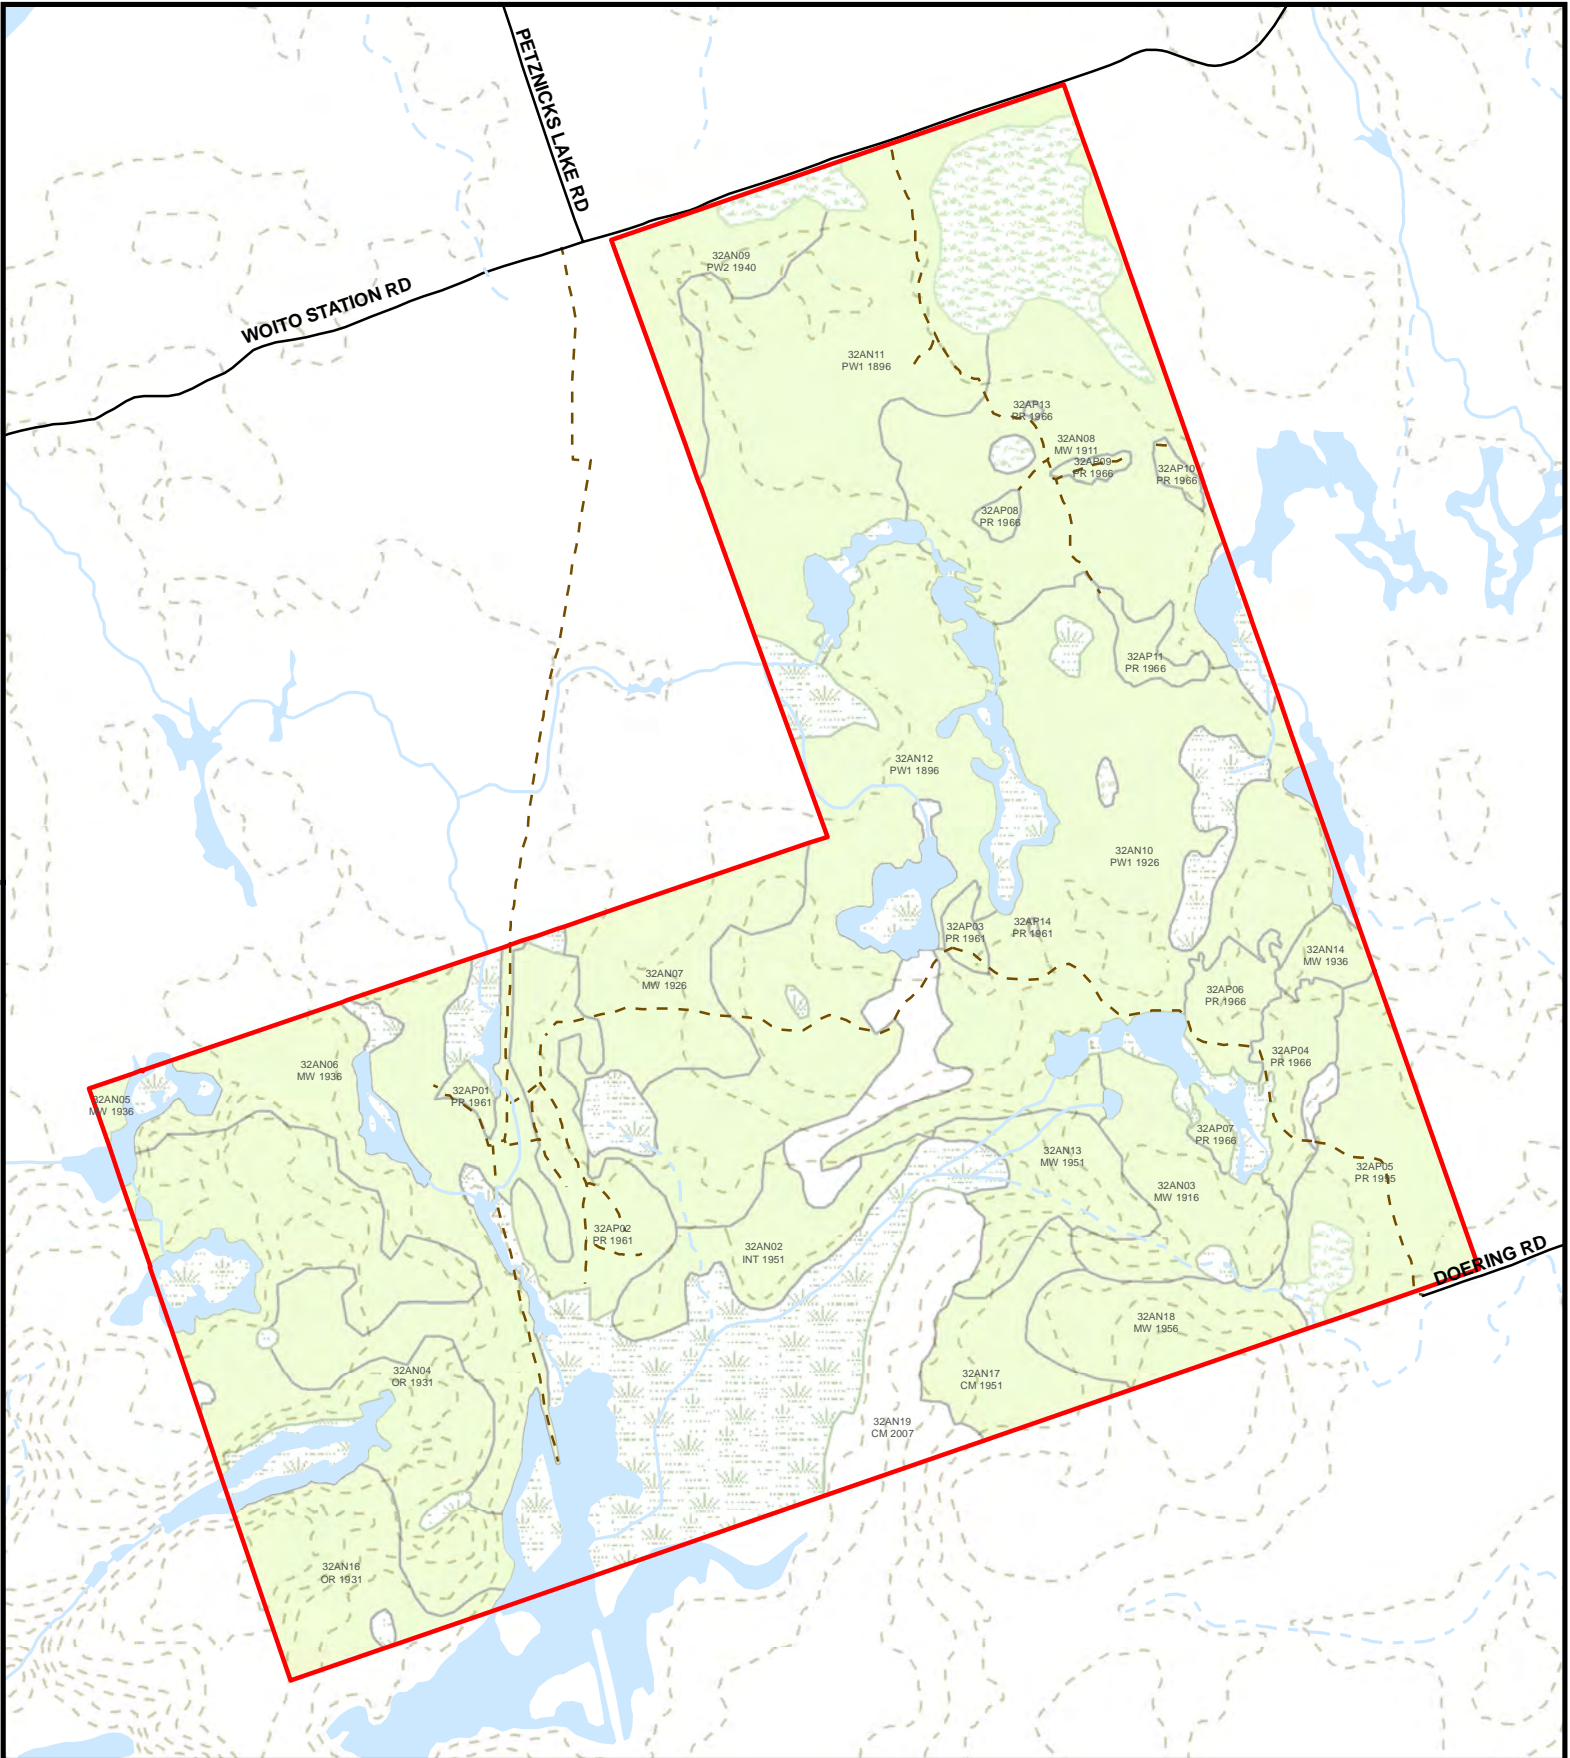 PETZNICKS LAKE RD
WOITO STATION RD
32AN09
PW2 1940
32AN11
PW1 1896
32AP13
PR 1966
32AN08
MW 1911
32AP09
PR 1966
32AP10
PR 1966
32AP08
PR 1966
32AP11
PR 1966
32AN12
PW1 1896
32AN10
PW1 1926
32AP03
PR 1961
32AP14
PR 1961
32AN14
MW 1936
32AN07
MW 1926
32AP06
PR 1966
32AN06
MW 1936
32AP04
PR 1966
32AP01
PR 1961
32AN05
MW 1936
32AP07
PR 1966
32AN13
MW 1951
32AP05
PR 1995
32AN03
MW 1916
32AP02
PR 1961
32AN02
INT 1951
DOERING RD
32AN18
MW 1956
32AN04
OR 1931
32AN17
CM 1951
32AN19
CM 2007
32AN16
OR 1931